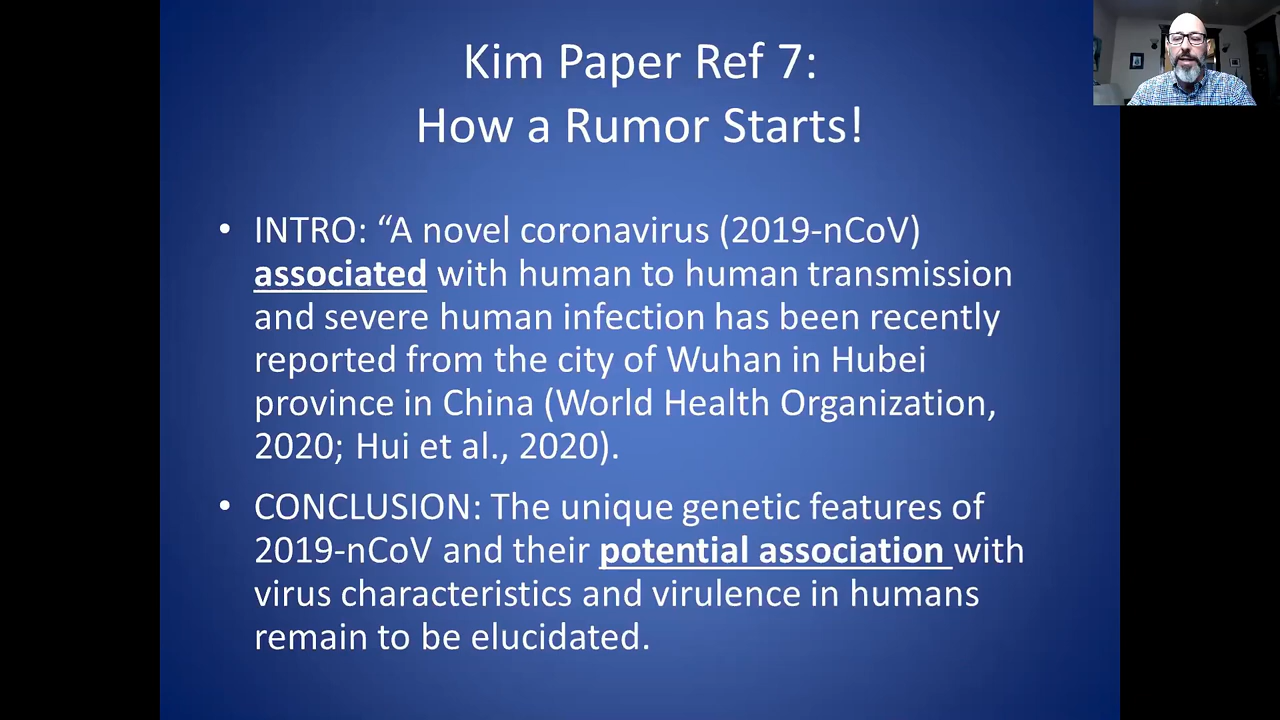 Kim Paper Ref 7:
How a Rumor Starts!
• INTRO: “A novel coronavirus (2019-nCoV)
associated with human to human transmission
and severe human infection has been recently
reported from the city of Wuhan in Hubei
province in China (World Health Organization,
2020; Hui et al., 2020).
• CONCLUSION: The unique genetic features of
2019-nCoV and their potential association with
virus characteristics and virulence in humans
remain to be elucidated.